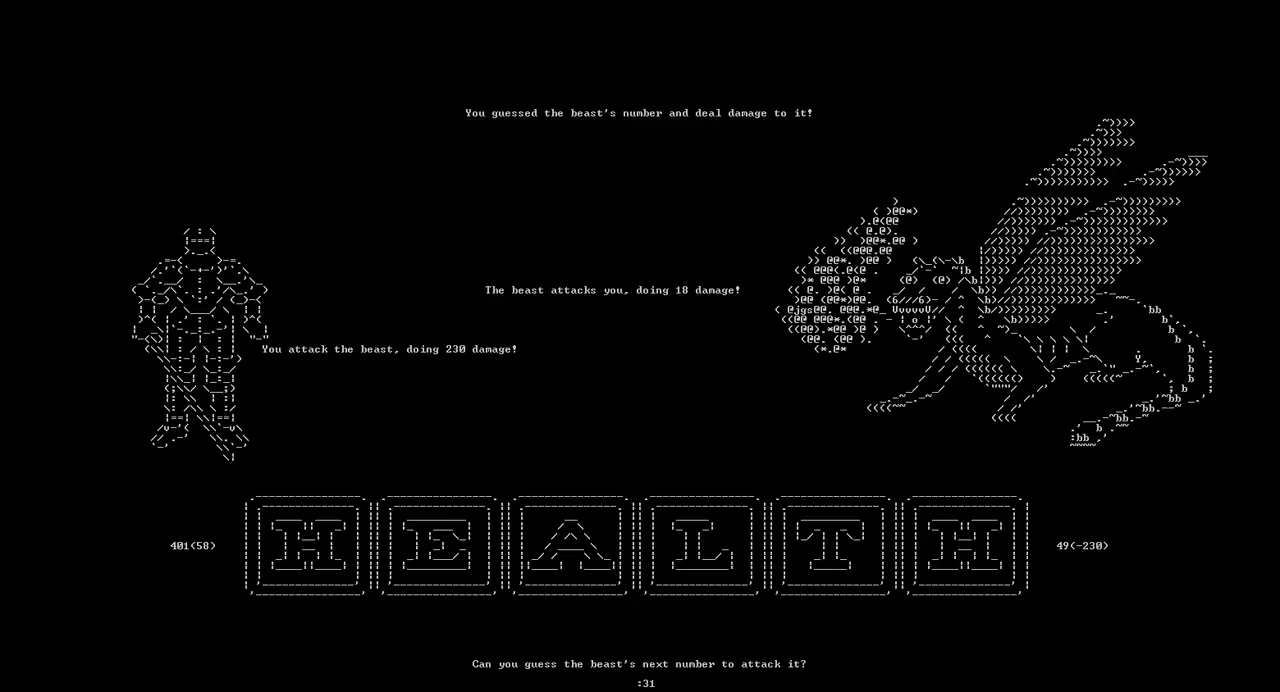 You guessed the beast's number and deal damage to it!
The beast attacks you, doing 18 damage!
You attack the beast, doing 230 damage!
HEALTH
401(58)
49(-230)
Can you guess the beast's next number to attack it?
:31